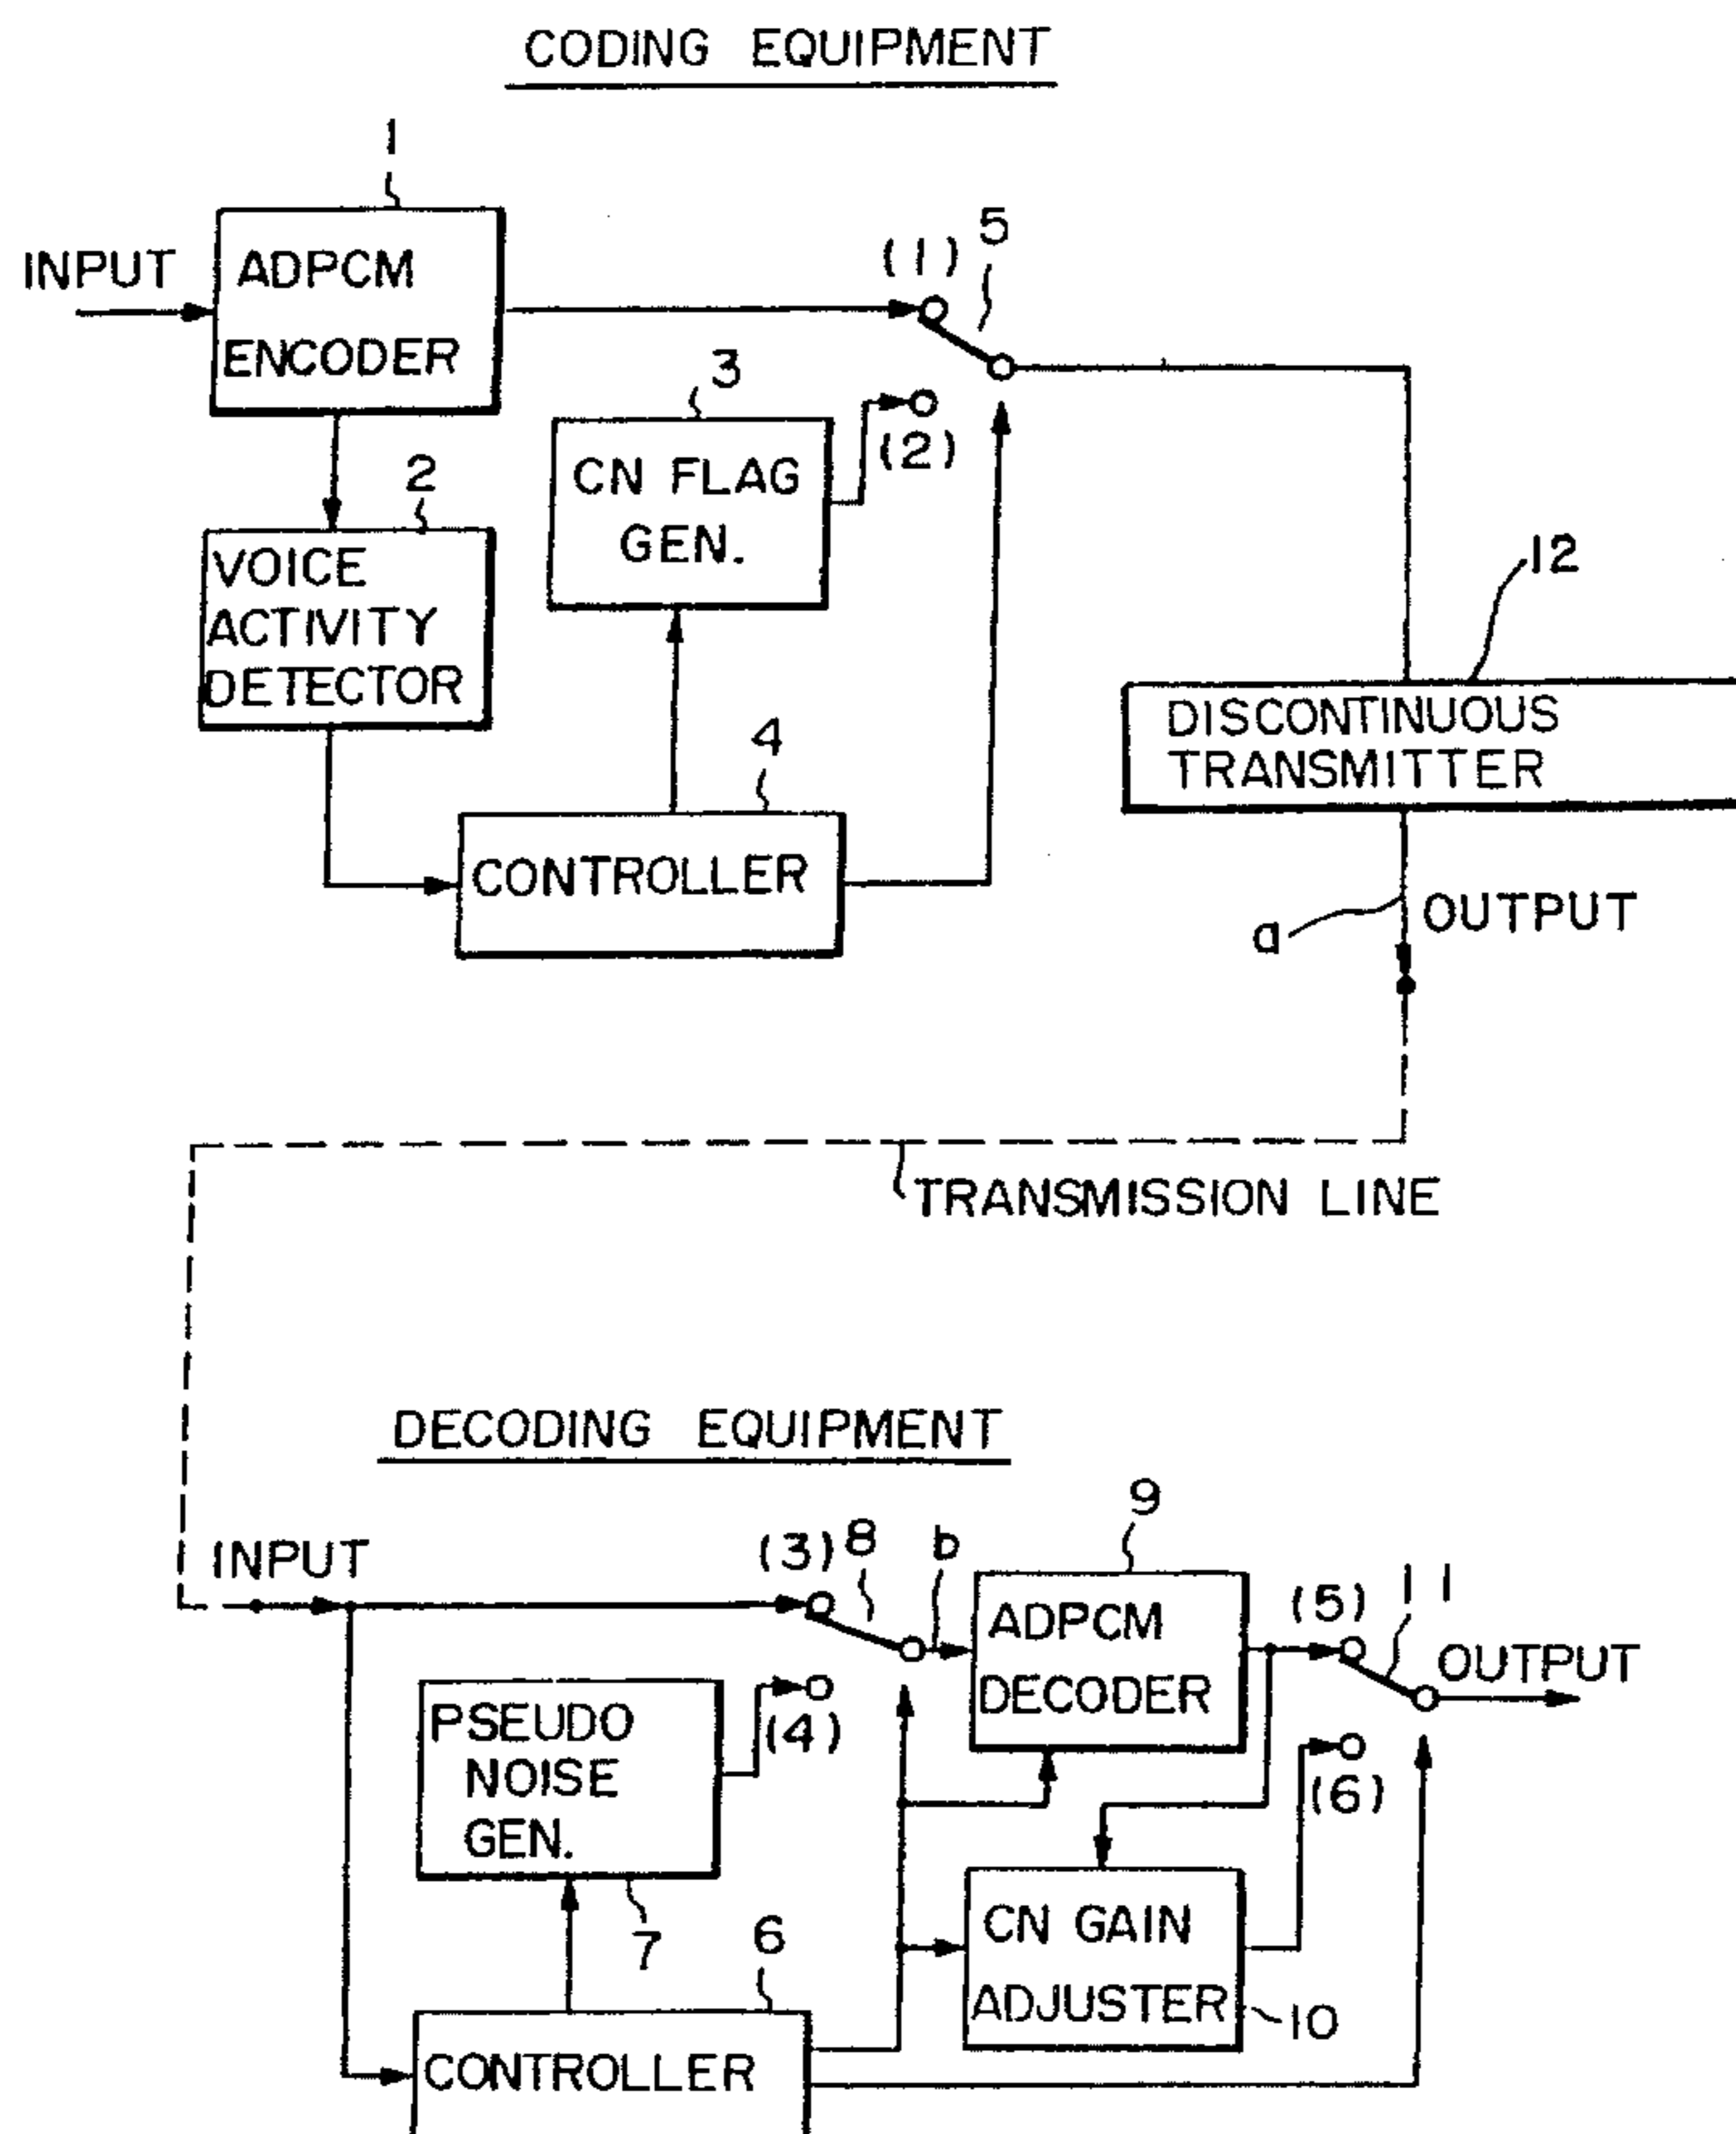 CODING EQUIPMENT
1
INPUT
ADPCM
ENCODER
(1)
5
3
(2)
CN FLAG
GEN.
2
VOICE
ACTIVITY
DETECTOR
12
DISCONTINUOUS
TRANSMITTER
4
CONTROLLER
a
OUTPUT
TRANSMISSION LINE
DECODING EQUIPMENT
INPUT
(3)
8
b
9
ADPCM
DECODER
(5)
11
OUTPUT
PSEUDO
NOISE
GEN.
(4)
(6)
7
6
CN GAIN
ADJUSTER
10
CONTROLLER